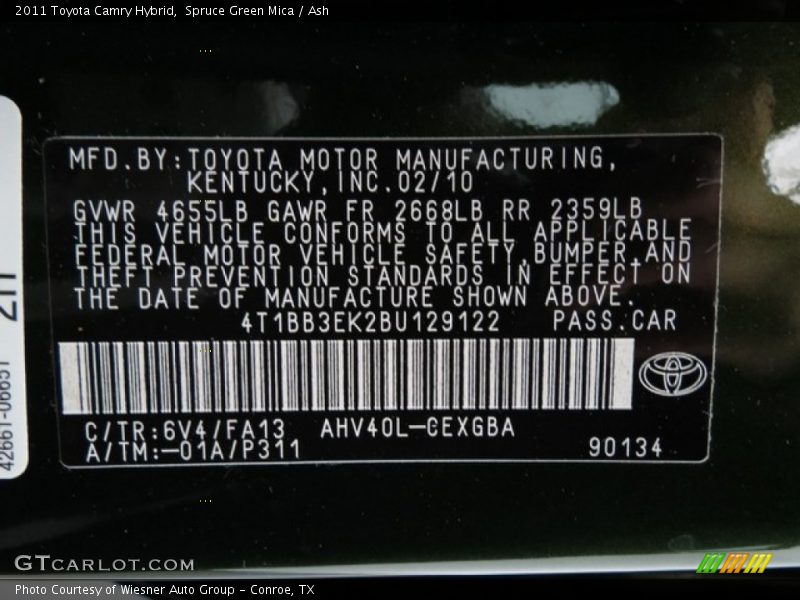 2011 Toyota Camry Hybrid, Spruce Green Mica / Ash
MFD.BY:TOYOTA MOTOR MANUFACTURING,
KENTUCKY,INC.02/10
GVWR 4655LB GAWR FR 2668LB RR 2359LB
THIS VEHICLE CONFORMS TO ALL APPLICABLE
FEDERAL MOTOR VEHICLE SAFETY,BUMPER,AND
THEFT PREVENTION STANDARDS IN EFFECT ON
THE DATE OF MANUFACTURE SHOWN ABOVE.
4T1BB3EK2BU129122 PASS.CAR
C/TR:6V4/FA13 AHV40L-CEXGBA
A/TM:-01A/P311
90134
42661-06651
GTCARLOT.COM
Photo Courtesy of Wiesner Auto Group - Conroe, TX